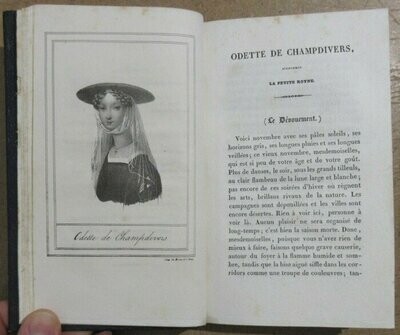 Odette de Champdivers
ODETTE DE CHAMPDIVERS,
LA PETITE REYNE.
(Le Dévouement.)
Voici novembre avec ses pâles soleils, ses
horizons gris, ses longues pluies et ses longues
veillées; ce vieux novembre, mesdemoiselles,
qui rit si peu de votre âge et de votre goût.
Plus de danses, le soir, sous les grands tilleuls,
au clair flambeau de la lune large et blanche;
pas encore de ces soirées d'hiver où règnent
les arts, brillans rivaux de la nature. Les
campagnes sont dépouillées et les villes sont
encore désertes. Rien à voir ici, personne à
voir là. Aucun plaisir ne sera organisé de
long-temps; c'est bien la saison morte. Donc,
mesdemoiselles, puisque vous n'avez rien de
mieux à faire, faisons quelque grave causerie,
autour du foyer à la flamme humide et som-
bre, tandis que la bise aiguë siffle dans les cor-
ridors comme une troupe de couleuvres, tan-